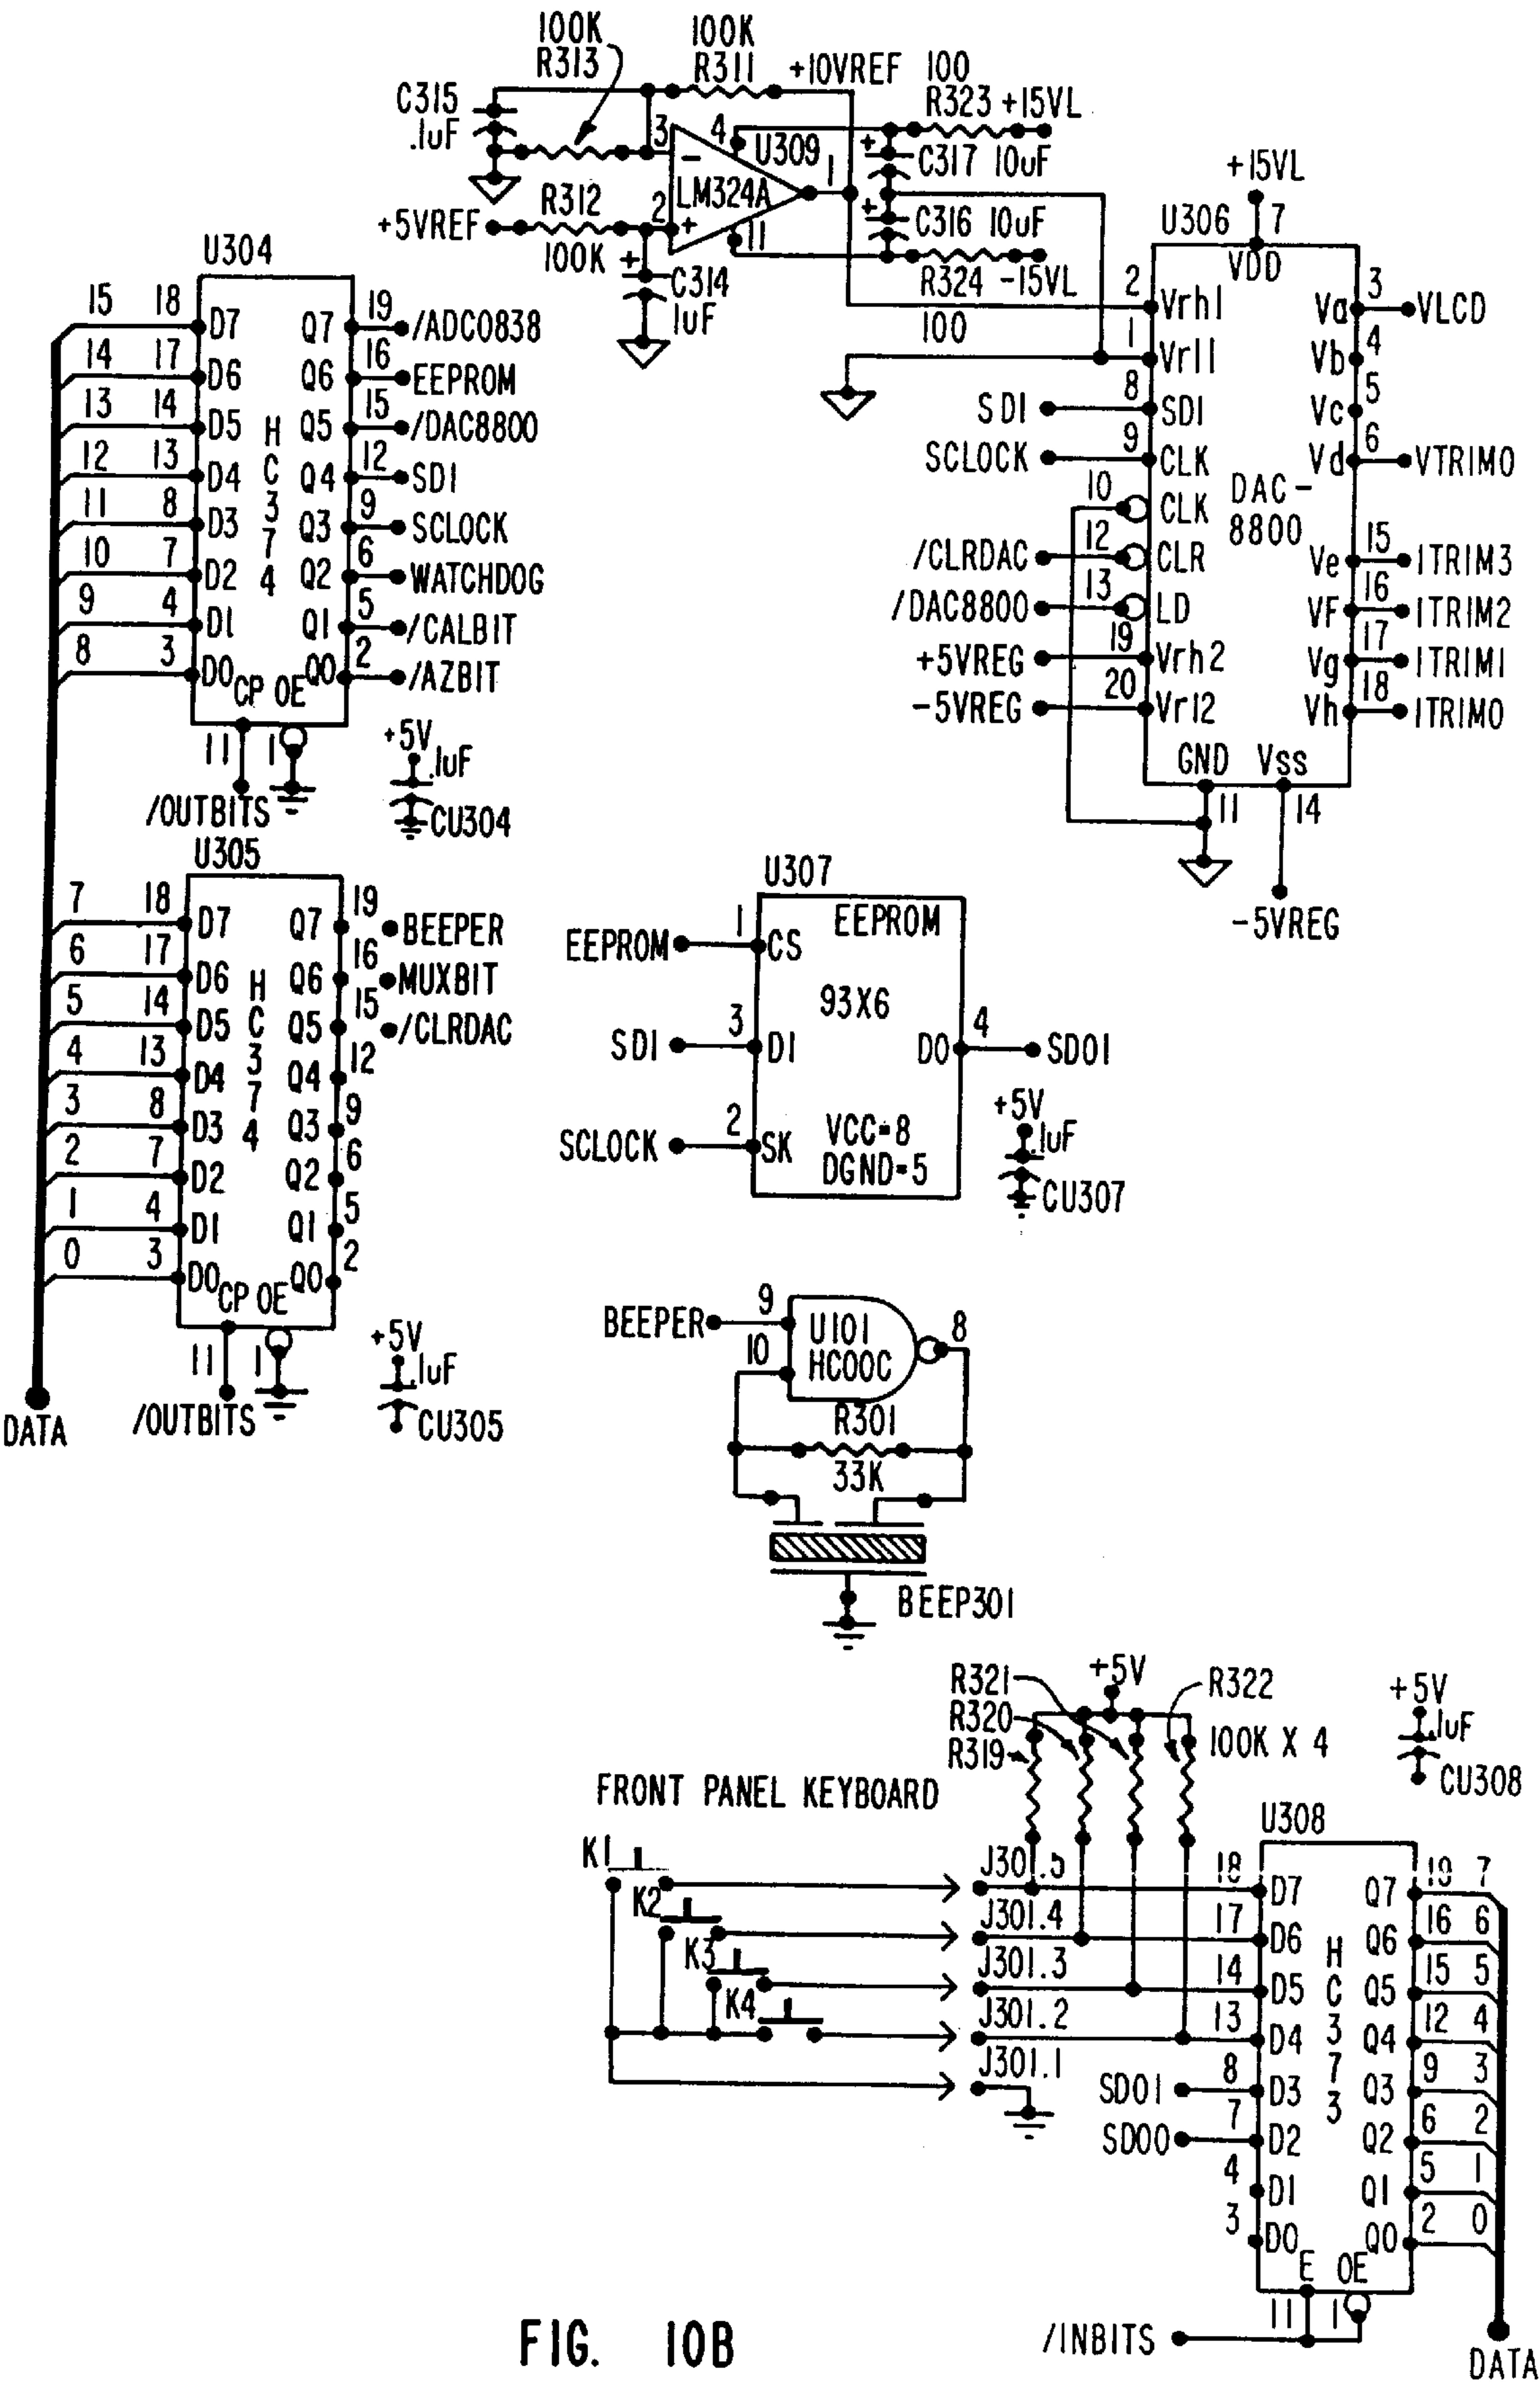 100K
R313
100K
R311
+10VREF
100
R323 +15VL
C315
.1uF
3
4
U309
1
LM324A
-
+
+
C317 10uF
+5VREF
R312
100K
2
11
+
C316 10uF
R324 -15VL
100
+
C314
1uF
+15VL
U306
7
VDD
2
Vrh1
Va
3
VLCD
1
Vrl1
Vb
4
8
SDI
SDI
Vc
5
SCLOCK
9
CLK
Vd
6
VTRIM0
DAC-
8800
10
CLK
/CLRDAC
12
CLR
Ve
15
ITRIM3
/DAC8800
13
LD
VF
16
ITRIM2
+5VREG
19
Vrh2
Vg
17
ITRIM1
-5VREG
20
Vrl2
Vh
18
ITRIM0
GND Vss
11
14
-5VREG
U304
15 18 D7 Q7 19 /ADC0838
14 17 D6 Q6 16 EEPROM
13 14 D5 Q5 15 /DAC8800
12 13 D4 Q4 12 SDI
11 8 D3 Q3 9 SCLOCK
10 7 D2 Q2 6 WATCHDOG
9 4 D1 Q1 5 /CALBIT
8 3 D0 Q0 2 /AZBIT
HC374
CP OE
11 1
/OUTBITS
+5V
.1uF
CU304
U305
7 18 D7 Q7 19 BEEPER
6 17 D6 Q6 16 MUXBIT
5 14 D5 Q5 15 /CLRDAC
4 13 D4 Q4 12
3 8 D3 Q3 9
2 7 D2 Q2 6
1 4 D1 Q1 5
0 3 D0 Q0 2
HC374
CP OE
11 1
/OUTBITS
DATA
+5V
.1uF
CU305
U307
EEPROM
EEPROM 1 CS
93X6
SDI 3 DI
DO 4 SDO1
SCLOCK 2 SK
VCC=8
DGND=5
+5V
.1uF
CU307
BEEPER 9
10
U101
HC00C
8
R301
33K
BEEP301
R321
R320
R319
+5V
R322
100K X 4
+5V
.1uF
CU308
FRONT PANEL KEYBOARD
U308
K1
K2
K3
K4
J301.5 18 D7 Q7 19 7
J301.4 17 D6 Q6 16 6
J301.3 14 D5 Q5 15 5
J301.2 13 D4 Q4 12 4
J301.1
SDO1 8 D3 Q3 9 3
SDO0 7 D2 Q2 6 2
4 D1 Q1 5 1
3 D0 Q0 2 0
HC373
E OE
11 1
/INBITS
DATA
FIG. 10B